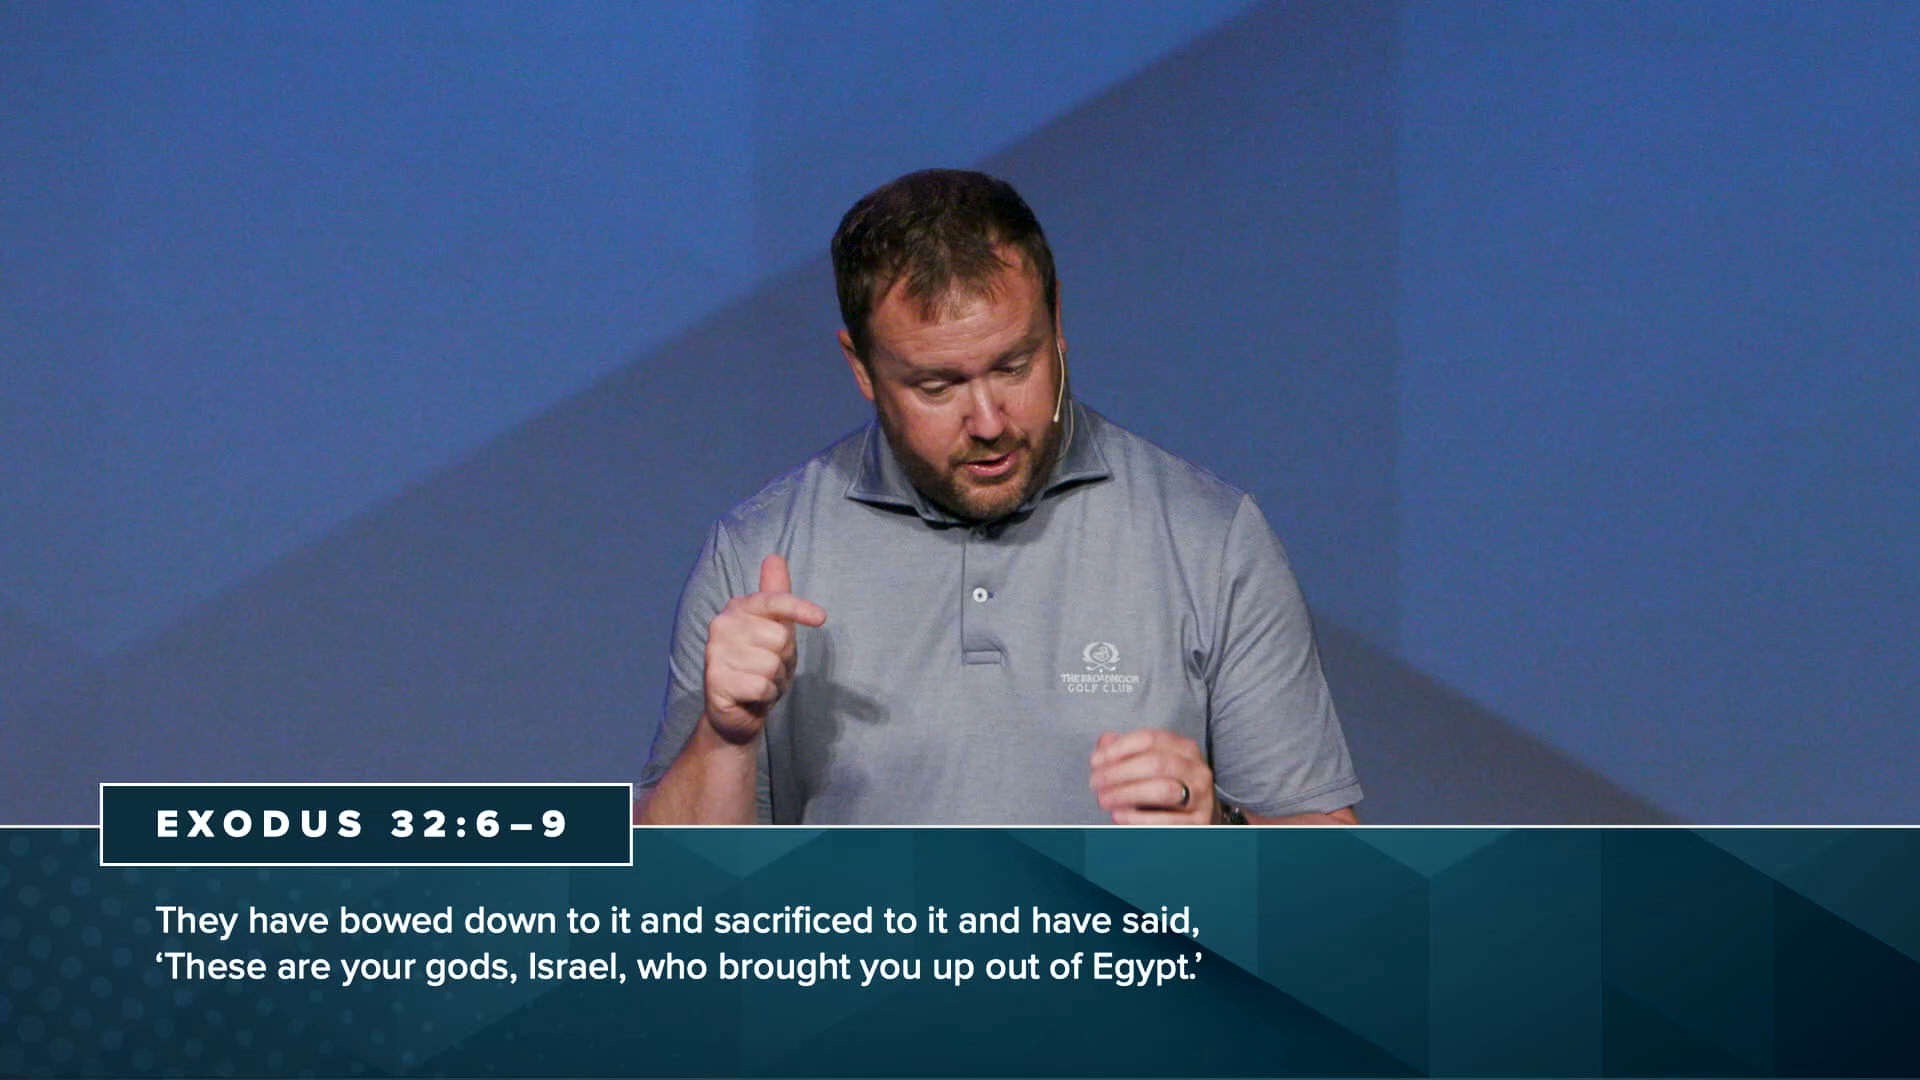 THE BROADMOOR
GOLF CLUB
EXODUS 32:6–9
They have bowed down to it and sacrificed to it and have said,
‘These are your gods, Israel, who brought you up out of Egypt.’